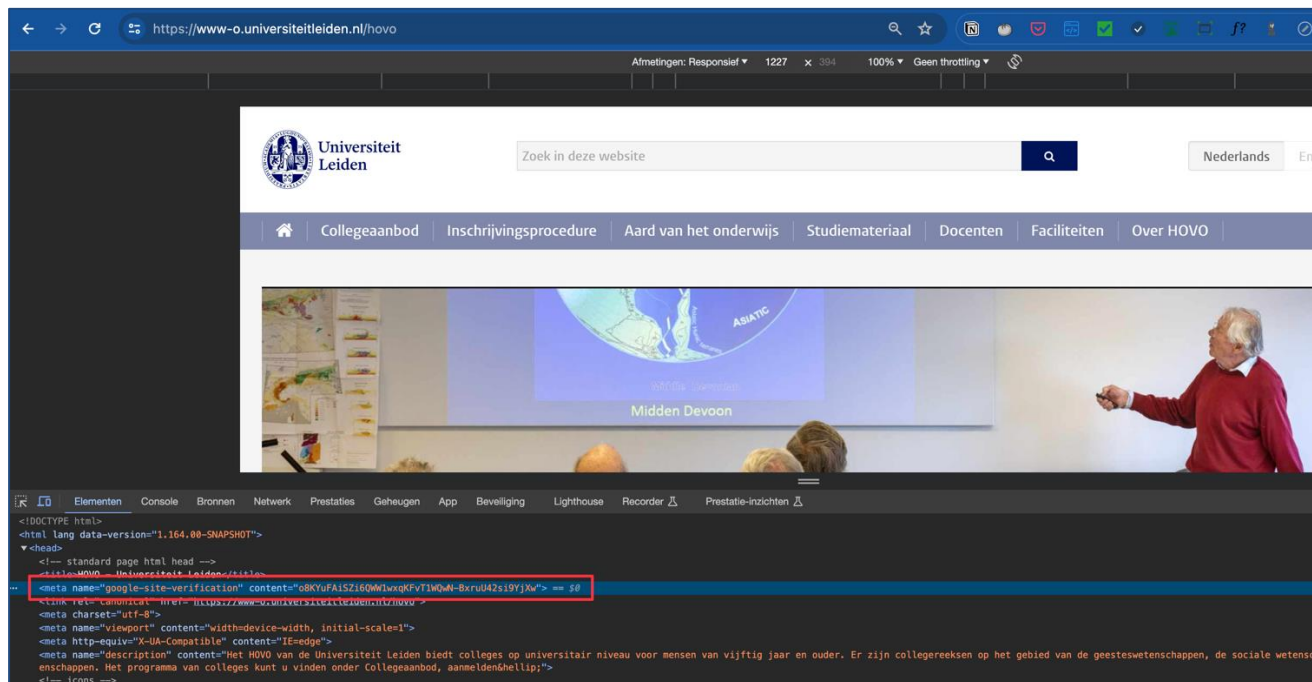 https://www-o.universiteitleiden.nl/hovo
Afmetingen: Responsief 1227 x 394 100% Geen throttling
Universiteit
Leiden
Zoek in deze website
Nederlands En
Collegeaanbod Inschrijvingsprocedure Aard van het onderwijs Studiemateriaal Docenten Faciliteiten Over HOVO
ASIATIC
Midden Devoon
Elementen Console Bronnen Netwerk Prestaties Geheugen App Beveiliging Lighthouse Recorder Prestatie-inzichten
<!DOCTYPE html>
<html lang data-version="1.164.00-SNAPSHOT">
<head>
<!-- standard page html head -->
<title>HOVO - Universiteit Leiden</title>
<meta name="google-site-verification" content="o8KYuFAiSZi6QWW1wxqKFvT1WQwN-BxruU42si9YjXw"> == $0
<link rel="canonical" href="https://www-o.universiteitleiden.nl/hovo">
<meta charset="utf-8">
<meta name="viewport" content="width=device-width, initial-scale=1">
<meta http-equiv="X-UA-Compatible" content="IE=edge">
<meta name="description" content="Het HOVO van de Universiteit Leiden biedt colleges op universitair niveau voor mensen van vijftig jaar en ouder. Er zijn collegereeksen op het gebied van de geesteswetenschappen, de sociale wetensc
enschappen. Het programma van colleges kunt u vinden onder Collegeaanbod, aanmelden&hellip;">
<!-- icons -->